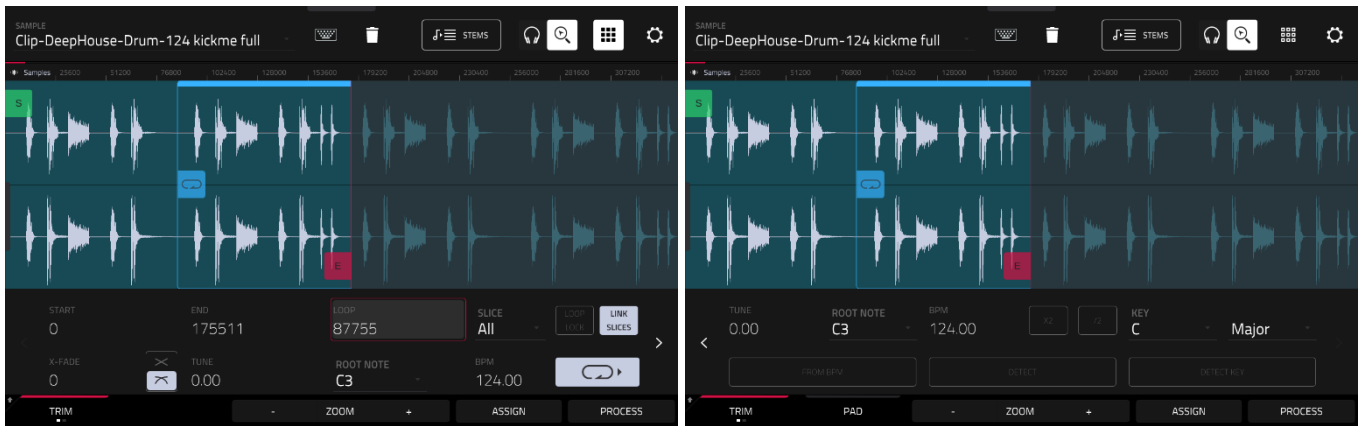 SAMPLE
Clip-DeepHouse-Drum-124 kickme full
STEMS
Samples 25600 51200 76800 102400 128000 153600 179200 204800 230400 256000 281600 307200
S
E
START END LOOP SLICE
0 175511 87755 All
LOOP LOCK
LINK SLICES
X-FADE TUNE ROOT NOTE BPM
0 0.00 C3 124.00
TRIM - ZOOM + ASSIGN PROCESS
SAMPLE
Clip-DeepHouse-Drum-124 kickme full
STEMS
Samples 25600 51200 76800 102400 128000 153600 179200 204800 230400 256000 281600 307200
S
E
TUNE ROOT NOTE BPM KEY
0.00 C3 124.00 X2 /2 C Major
FROM BPM DETECT DETECT KEY
TRIM PAD - ZOOM + ASSIGN PROCESS